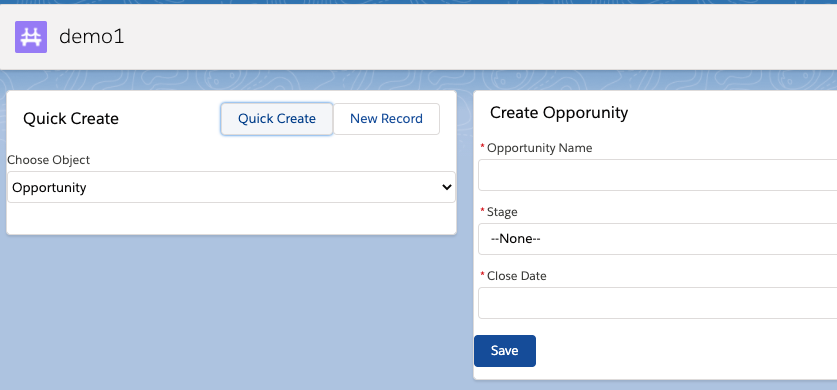 demo1
Quick Create
Quick Create
New Record
Choose Object
Opportunity
Create Opporunity
* Opportunity Name
* Stage
--None--
* Close Date
Save